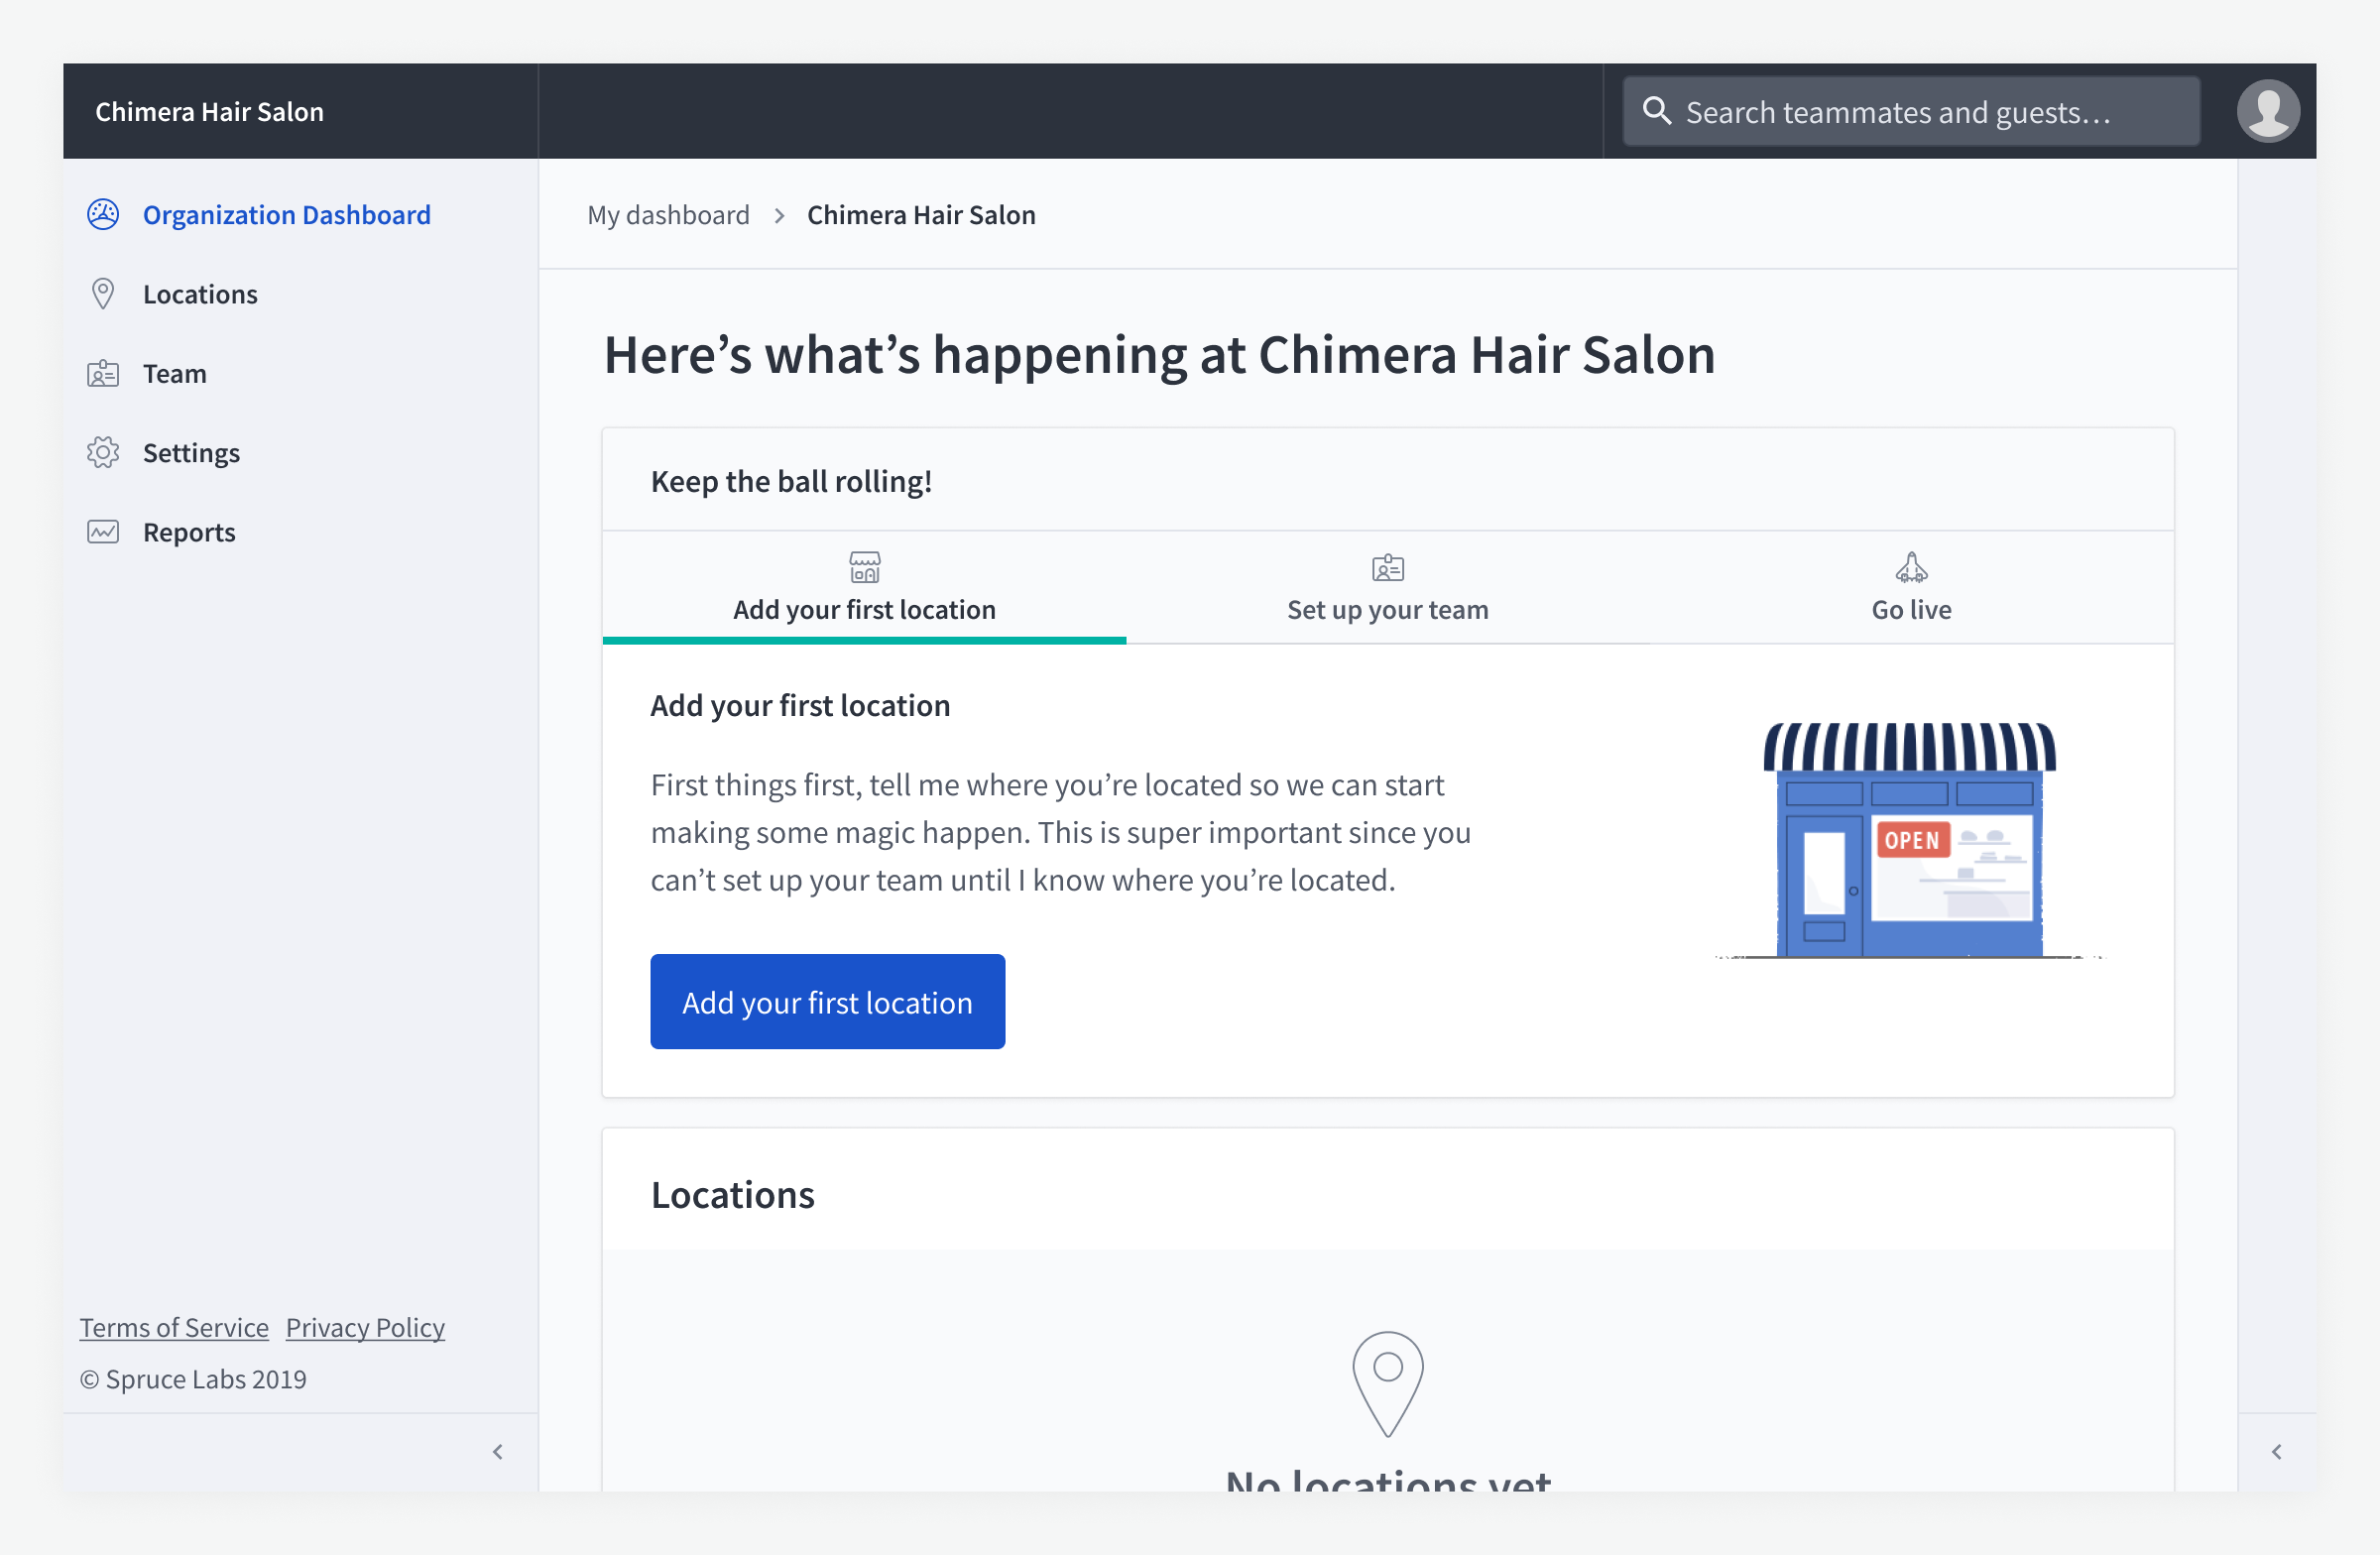 Chimera Hair Salon
Search teammates and guests…
Organization Dashboard
Locations
Team
Settings
Reports
Terms of Service Privacy Policy
© Spruce Labs 2019
My dashboard > Chimera Hair Salon
Here’s what’s happening at Chimera Hair Salon
Keep the ball rolling!
Add your first location
Set up your team
Go live
Add your first location
First things first, tell me where you’re located so we can start
making some magic happen. This is super important since you
can’t set up your team until I know where you’re located.
Add your first location
OPEN
Locations
No locations yet